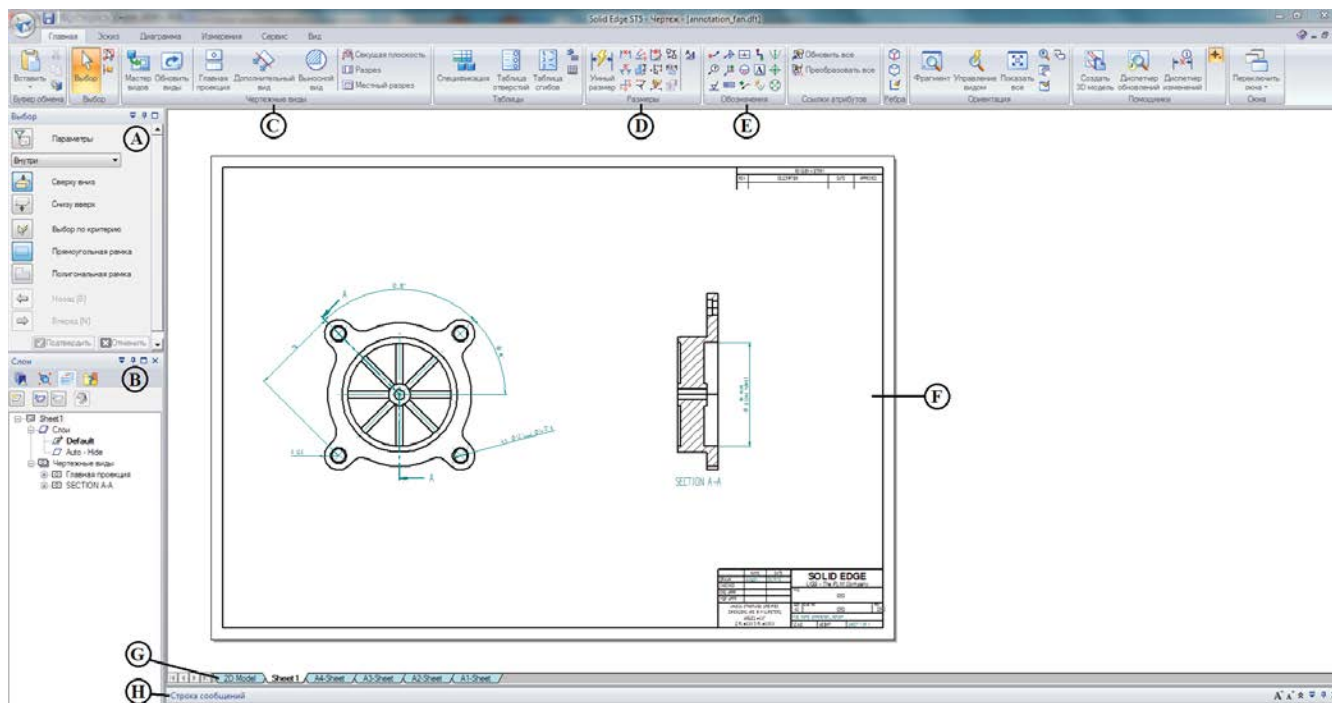 Solid Edge ST5 - Чертеж - [annotation_fan.dft]
Главная Эскиз Диаграмма Измерения Сервис Вид
Вставить Выбор Мастер видов Обновить виды Главная проекция Дополнительный вид Выносной вид Секущая плоскость Разрез Местный разрез Спецификация Таблица отверстий Таблица сгибов Умный размер Обновить все Преобразовать все Фрагмент Управление видом Показать все Создать 3D модель Диспетчер обновлений Диспетчер изменений Переключить окна
Буфер обмена Выбор Чертежные виды Таблицы Размеры Обозначения Ссылки атрибутов Ребра Ориентация Помощники Окна
C D E
Выбор
A
Параметры
Внутри
Сверху вниз
Снизу вверх
Выбор по критерию
Прямоугольная рамка
Полигональная рамка
Назад (B)
Вперед (N)
Подтвердить Отменить
Слои
B
Sheet1
Слои
Default
Auto - Hide
Чертежные виды
Главная проекция
SECTION A-A
A
A
SECTION A-A
F
SOLID EDGE
UGS - The PLM Company
G
2D Model Sheet1 A4-Sheet A3-Sheet A2-Sheet A1-Sheet
H
Строка сообщений